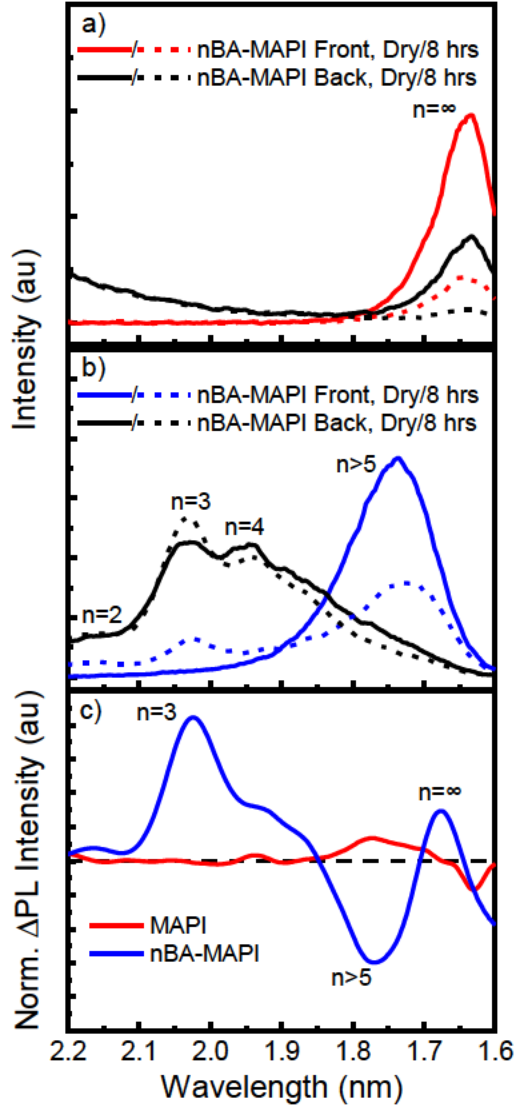 a)
/ nBA-MAPI Front, Dry/8 hrs
/ nBA-MAPI Back, Dry/8 hrs
n=∞
Intensity (au)
b)
/ nBA-MAPI Front, Dry/8 hrs
/ nBA-MAPI Back, Dry/8 hrs
n>5
n=3
n=4
n=2
c)
n=3
n=∞
Norm. ΔPL Intensity (au)
MAPI
nBA-MAPI
n>5
2.2 2.1 2.0 1.9 1.8 1.7 1.6
Wavelength (nm)